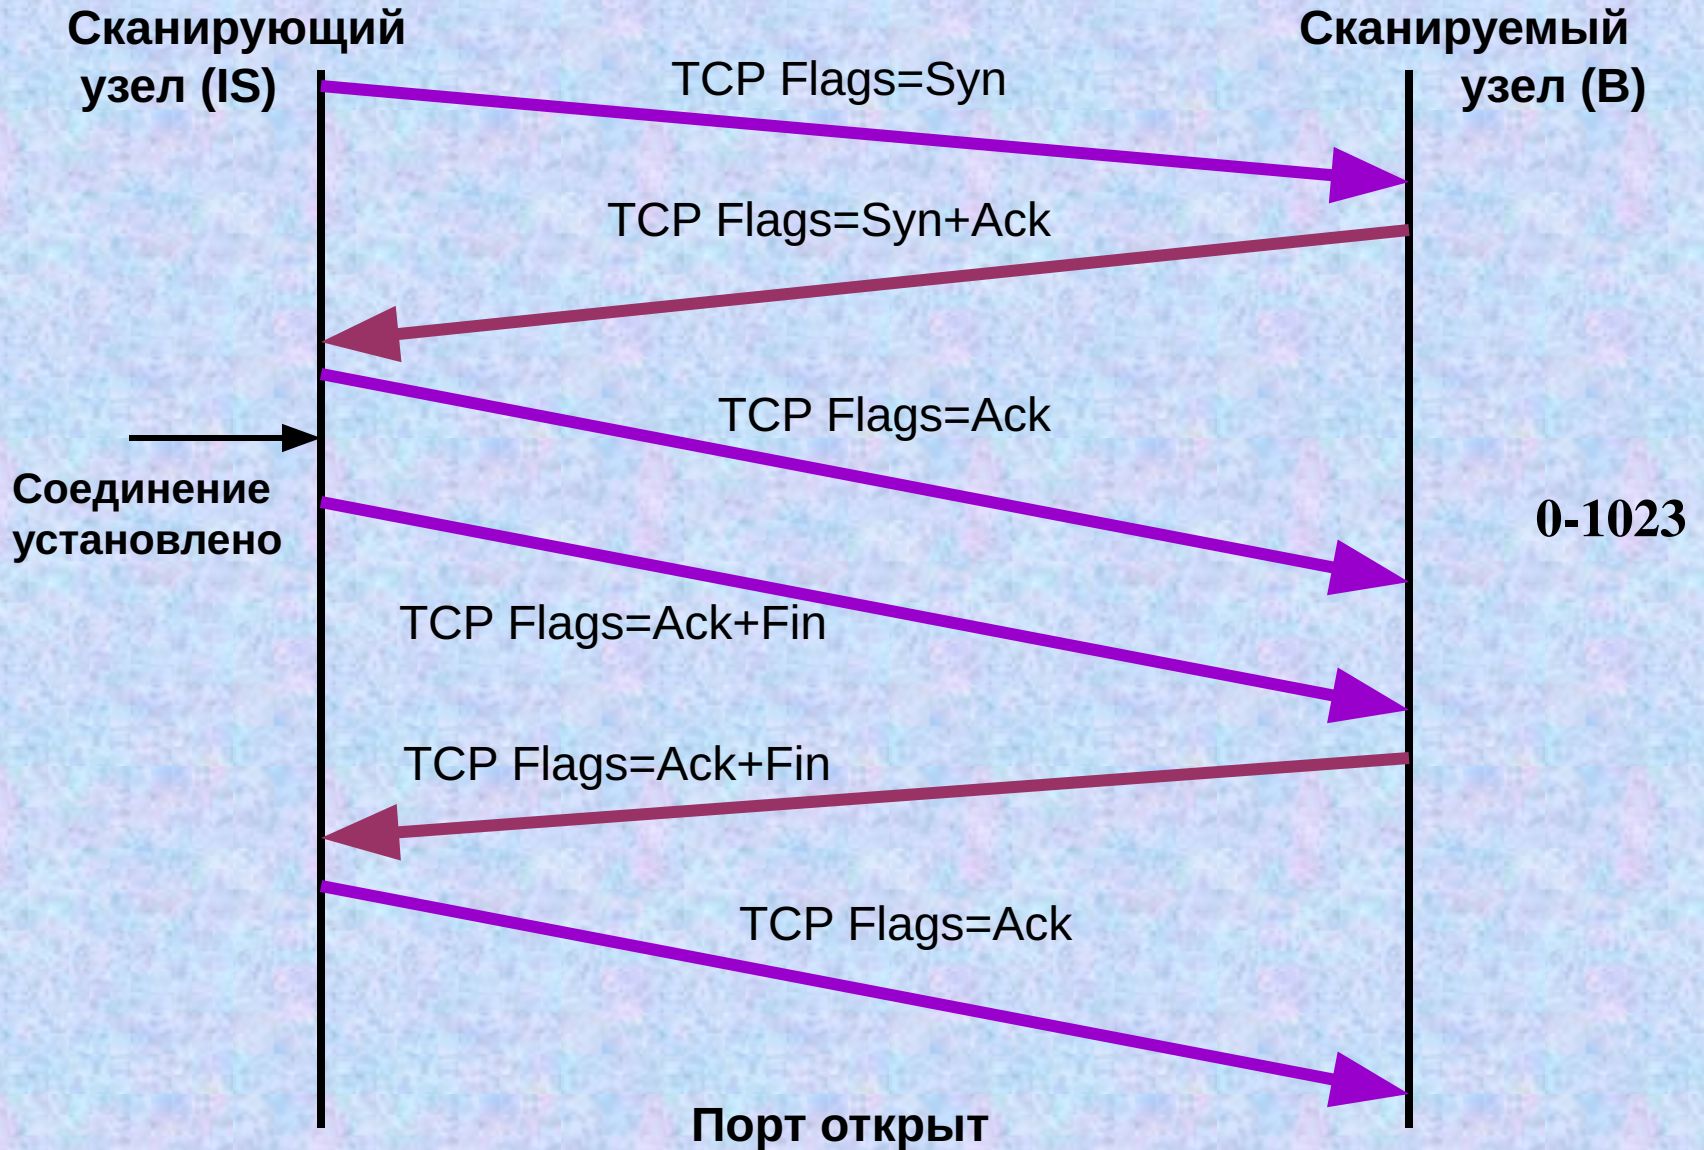 Сканирующий
узел (IS)
Сканируемый
узел (B)
TCP Flags=Syn
TCP Flags=Syn+Ack
TCP Flags=Ack
Соединение
установлено
0-1023
TCP Flags=Ack+Fin
TCP Flags=Ack+Fin
TCP Flags=Ack
Порт открыт